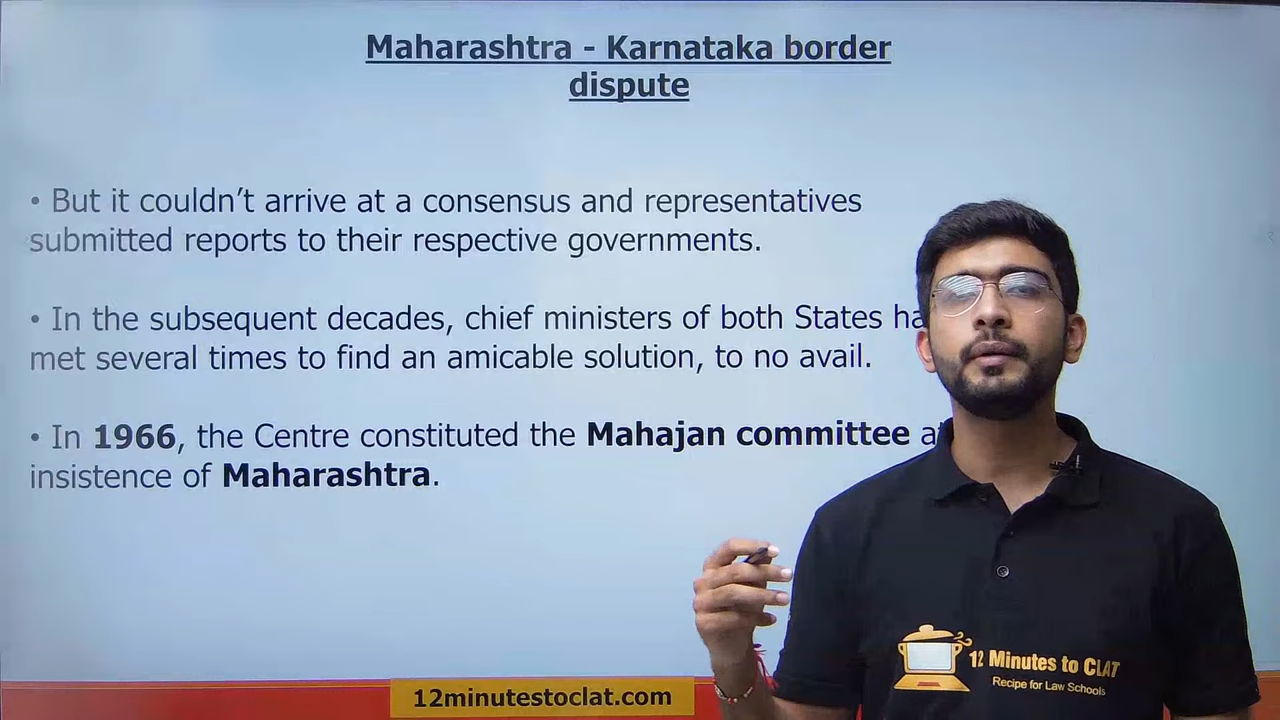 Maharashtra - Karnataka border
dispute
• But it couldn’t arrive at a consensus and representatives
submitted reports to their respective governments.
• In the subsequent decades, chief ministers of both States
met several times to find an amicable solution, to no avail.
• In 1966, the Centre constituted the Mahajan committee
insistence of Maharashtra.
12 Minutes to CLAT
Recipe for Law Schools
12minutestoclat.com